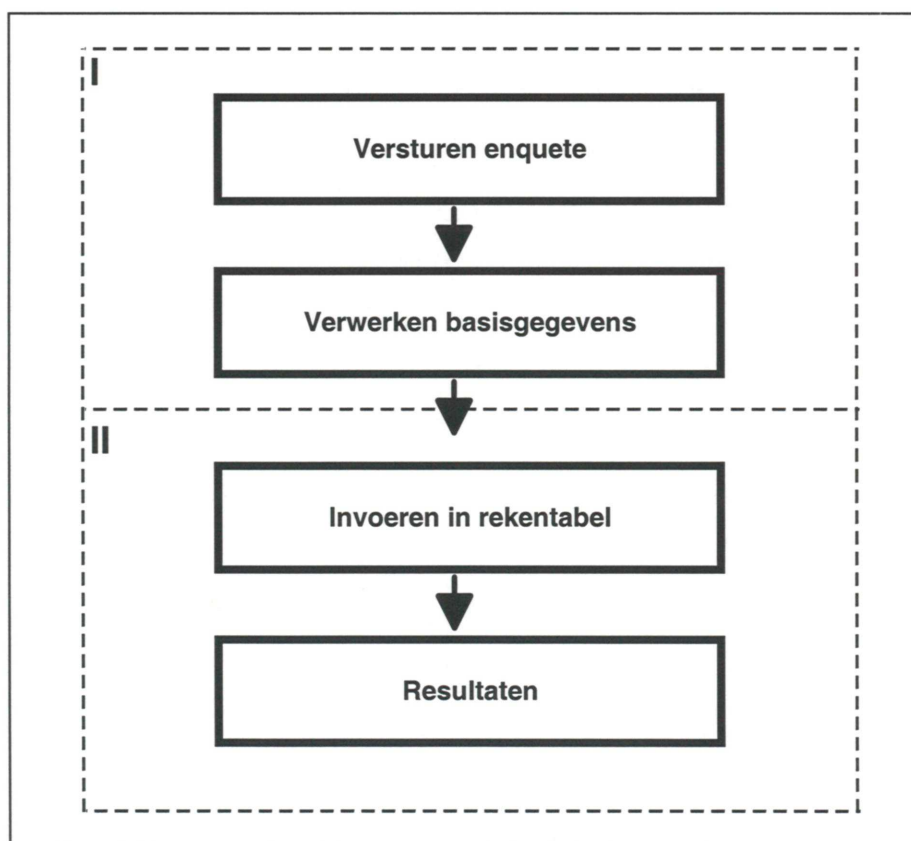 I
Versturen enquete
Verwerken basisgegevens
II
Invoeren in rekentabel
Resultaten